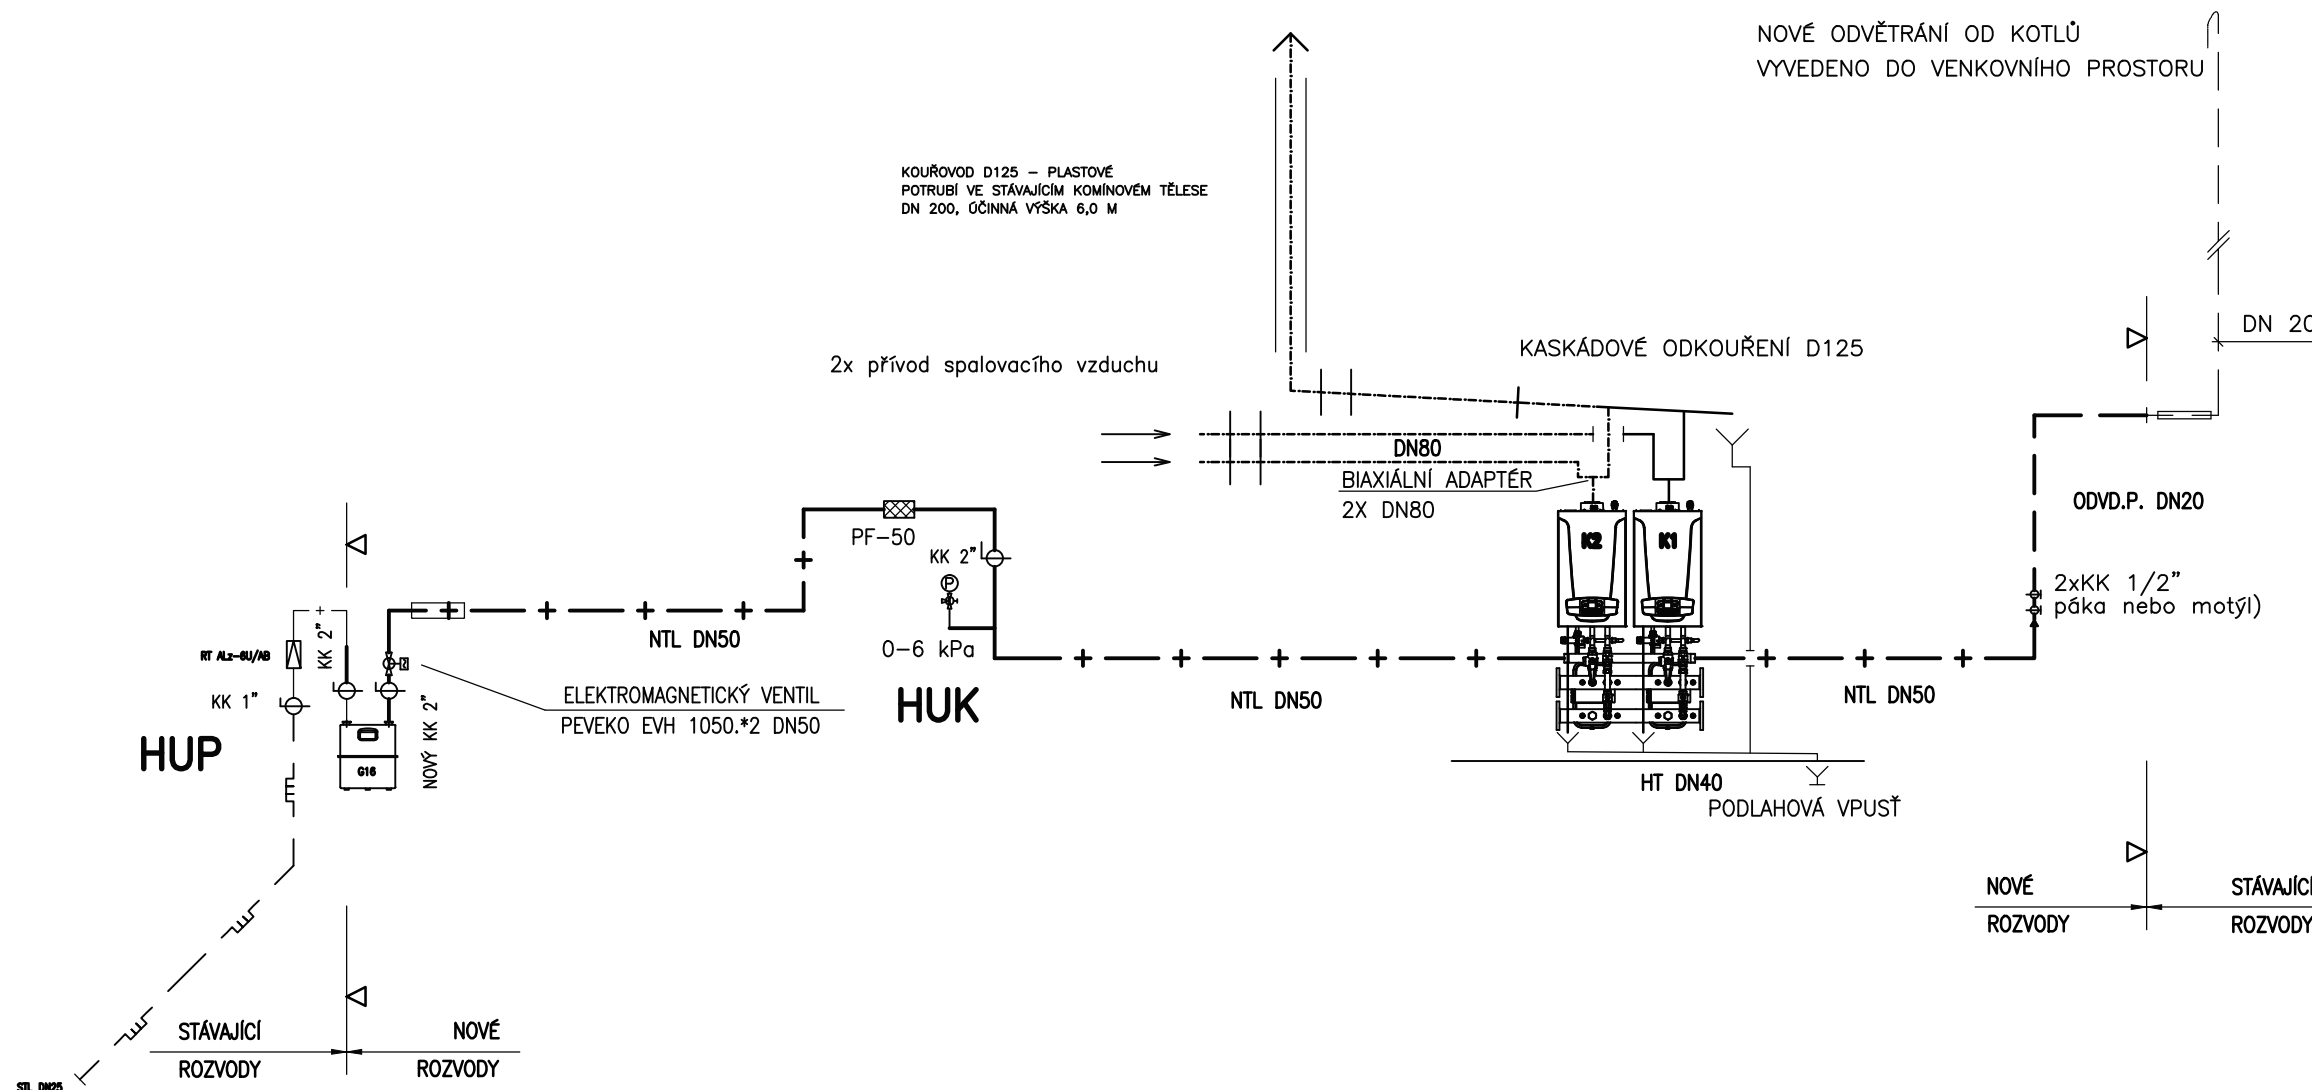 NOVÉ ODVĚTRÁNÍ OD KOTLŮ
VYVEDENO DO VENKOVNÍHO PROSTORU
KOUŘOVOD D125 – PLASTOVÉ
POTRUBÍ VE STÁVAJÍCÍM KOMÍNOVÉM TĚLESE
DN 200, ÚČINNÁ VÝŠKA 6,0 M
DN 20
KASKÁDOVÉ ODKOUŘENÍ D125
2x přívod spalovacího vzduchu
DN80
BIAXIÁLNÍ ADAPTÉR
2X DN80
ODVD.P. DN20
PF-50
KK 2"
K2
K1
P
2xKK 1/2"
páka nebo motýl)
NTL DN50
0-6 kPa
RT ALz-6U/AB
KK 2"
KK 1"
ELEKTROMAGNETICKÝ VENTIL
PEVEKO EVH 1050.*2 DN50
HUK
NTL DN50
NTL DN50
HUP
G16
NOVÝ KK 2"
HT DN40
PODLAHOVÁ VPUSŤ
NOVÉ
ROZVODY
STÁVAJÍCÍ
ROZVODY
STÁVAJÍCÍ
ROZVODY
NOVÉ
ROZVODY
STL DN25